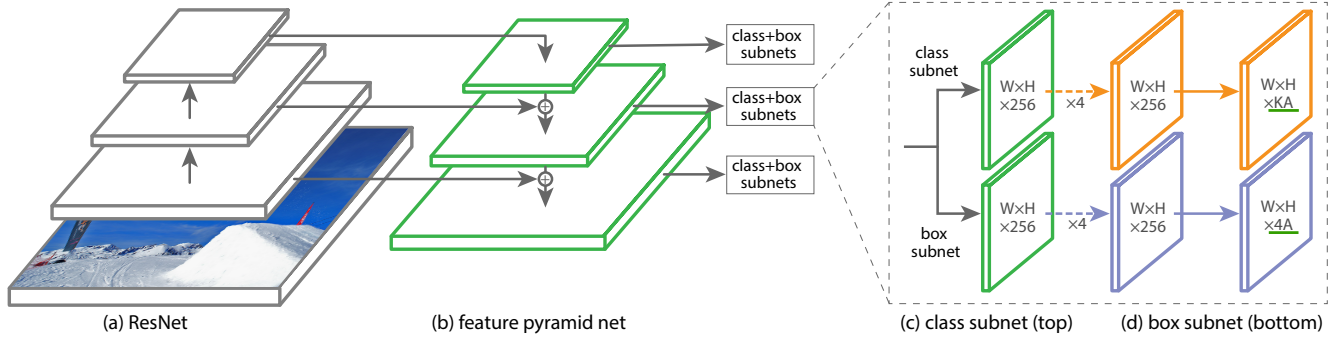 class+box
subnets
class+box
subnets
class+box
subnets
class
subnet
W×H
×256
×4
W×H
×256
W×H
×KA
box
subnet
W×H
×256
×4
W×H
×256
W×H
×4A
(a) ResNet
(b) feature pyramid net
(c) class subnet (top)
(d) box subnet (bottom)